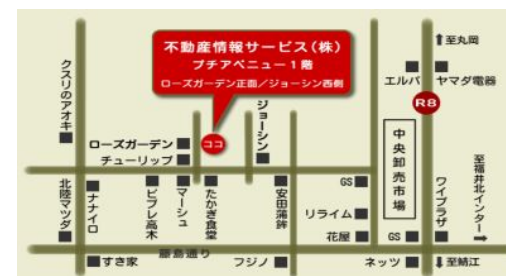 不動産情報サービス(株)
プチアベニュー1階
ローズガーデン正面/ジョーシン西側
ココ
↑至丸岡
エルパ
ヤマダ電器
R8
クスリのアオキ
ローズガーデン
チューリップ
ジョーシン
中央卸売市場
至福井北インター→
北陸マツダ
ナナイロ
ビブレ高木
マーシュ
たかぎ食堂
安田蒲鉾
GS
リライム
花屋
GS
ワイプラザ
藤島通り
すき家
フジノ
ネッツ
↓至鯖江